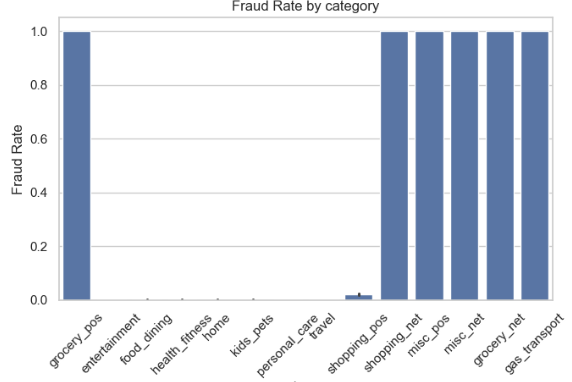 Fraud Rate by category
1.0
0.8
0.6
0.4
0.2
0.0
Fraud Rate
grocery_pos
entertainment
food_dining
health_fitness
home
kids_pets
personal_care
travel
shopping_pos
shopping_net
misc_pos
misc_net
grocery_net
gas_transport